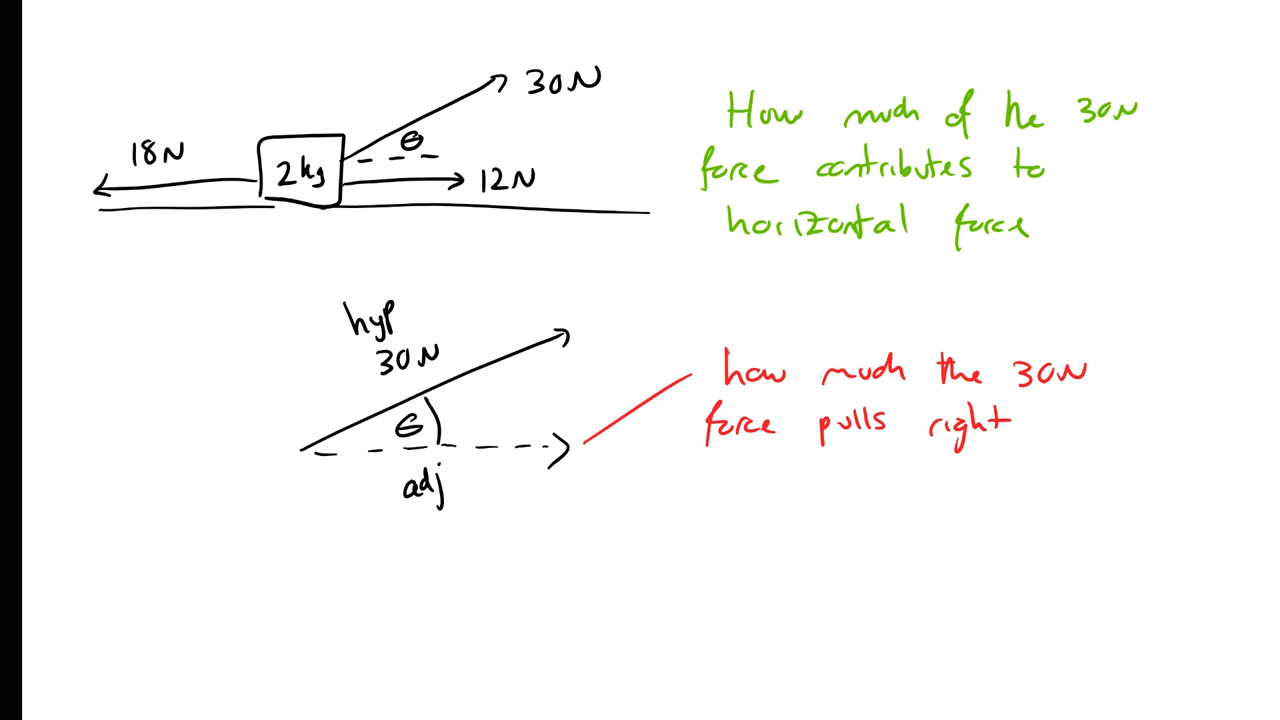 30N
θ
18N
2kg
12N
How much of the 30N
force contributes to
horizontal force
hyp
30N
θ
adj
how much the 30N
force pulls right